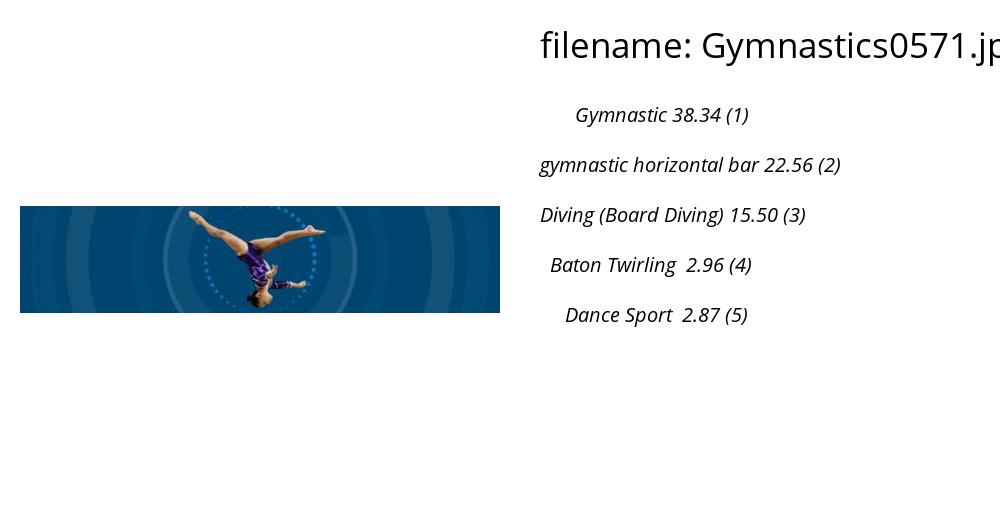 filename: Gymnastics0571.jp
Gymnastic 38.34 (1)
gymnastic horizontal bar 22.56 (2)
Diving (Board Diving) 15.50 (3)
Baton Twirling 2.96 (4)
Dance Sport 2.87 (5)